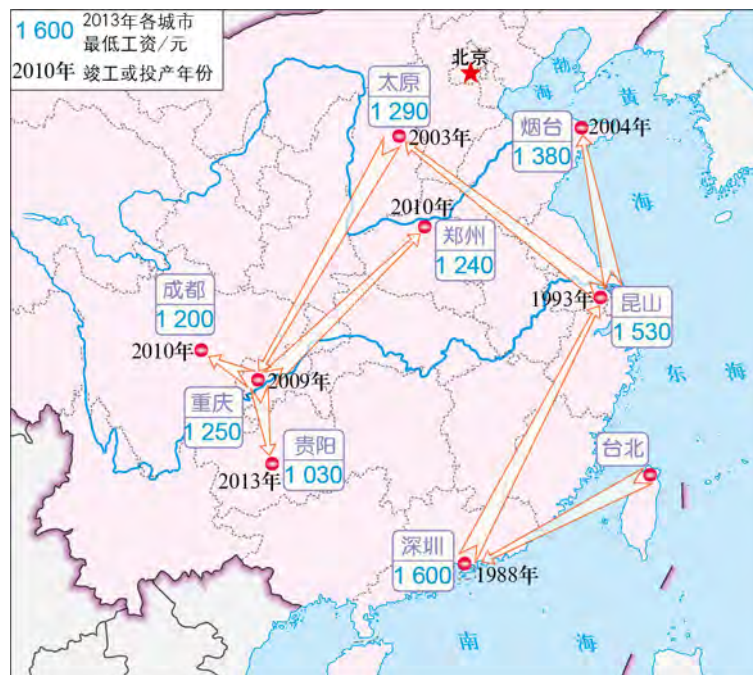 1 600 2013年各城市
最低工资/元
2010年 竣工或投产年份
北京
渤
海
黄
海
太原
1 290
2003年
烟台
1 380
2004年
2010年
郑州
1 240
成都
1 200
2010年
1993年
昆山
1 530
2009年
重庆
1 250
东 海
贵阳
1 030
2013年
台北
深圳
1 600
1988年
南 海